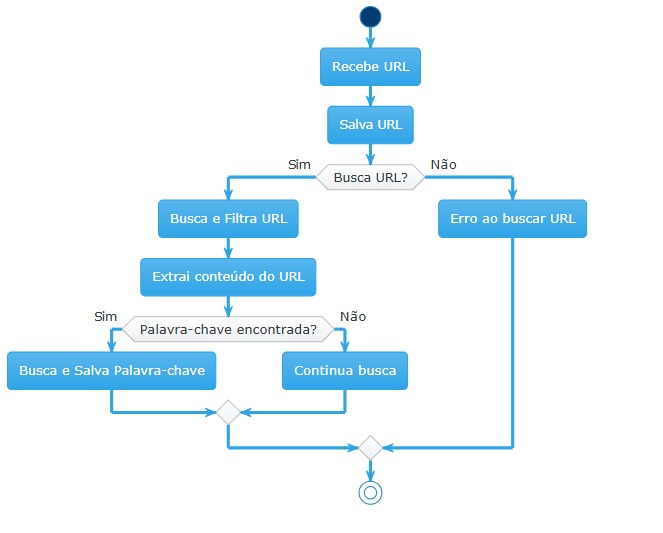 Recebe URL
Salva URL
Sim
Busca URL?
Não
Busca e Filtra URL
Erro ao buscar URL
Extrai conteúdo do URL
Sim
Palavra-chave encontrada?
Não
Busca e Salva Palavra-chave
Continua busca